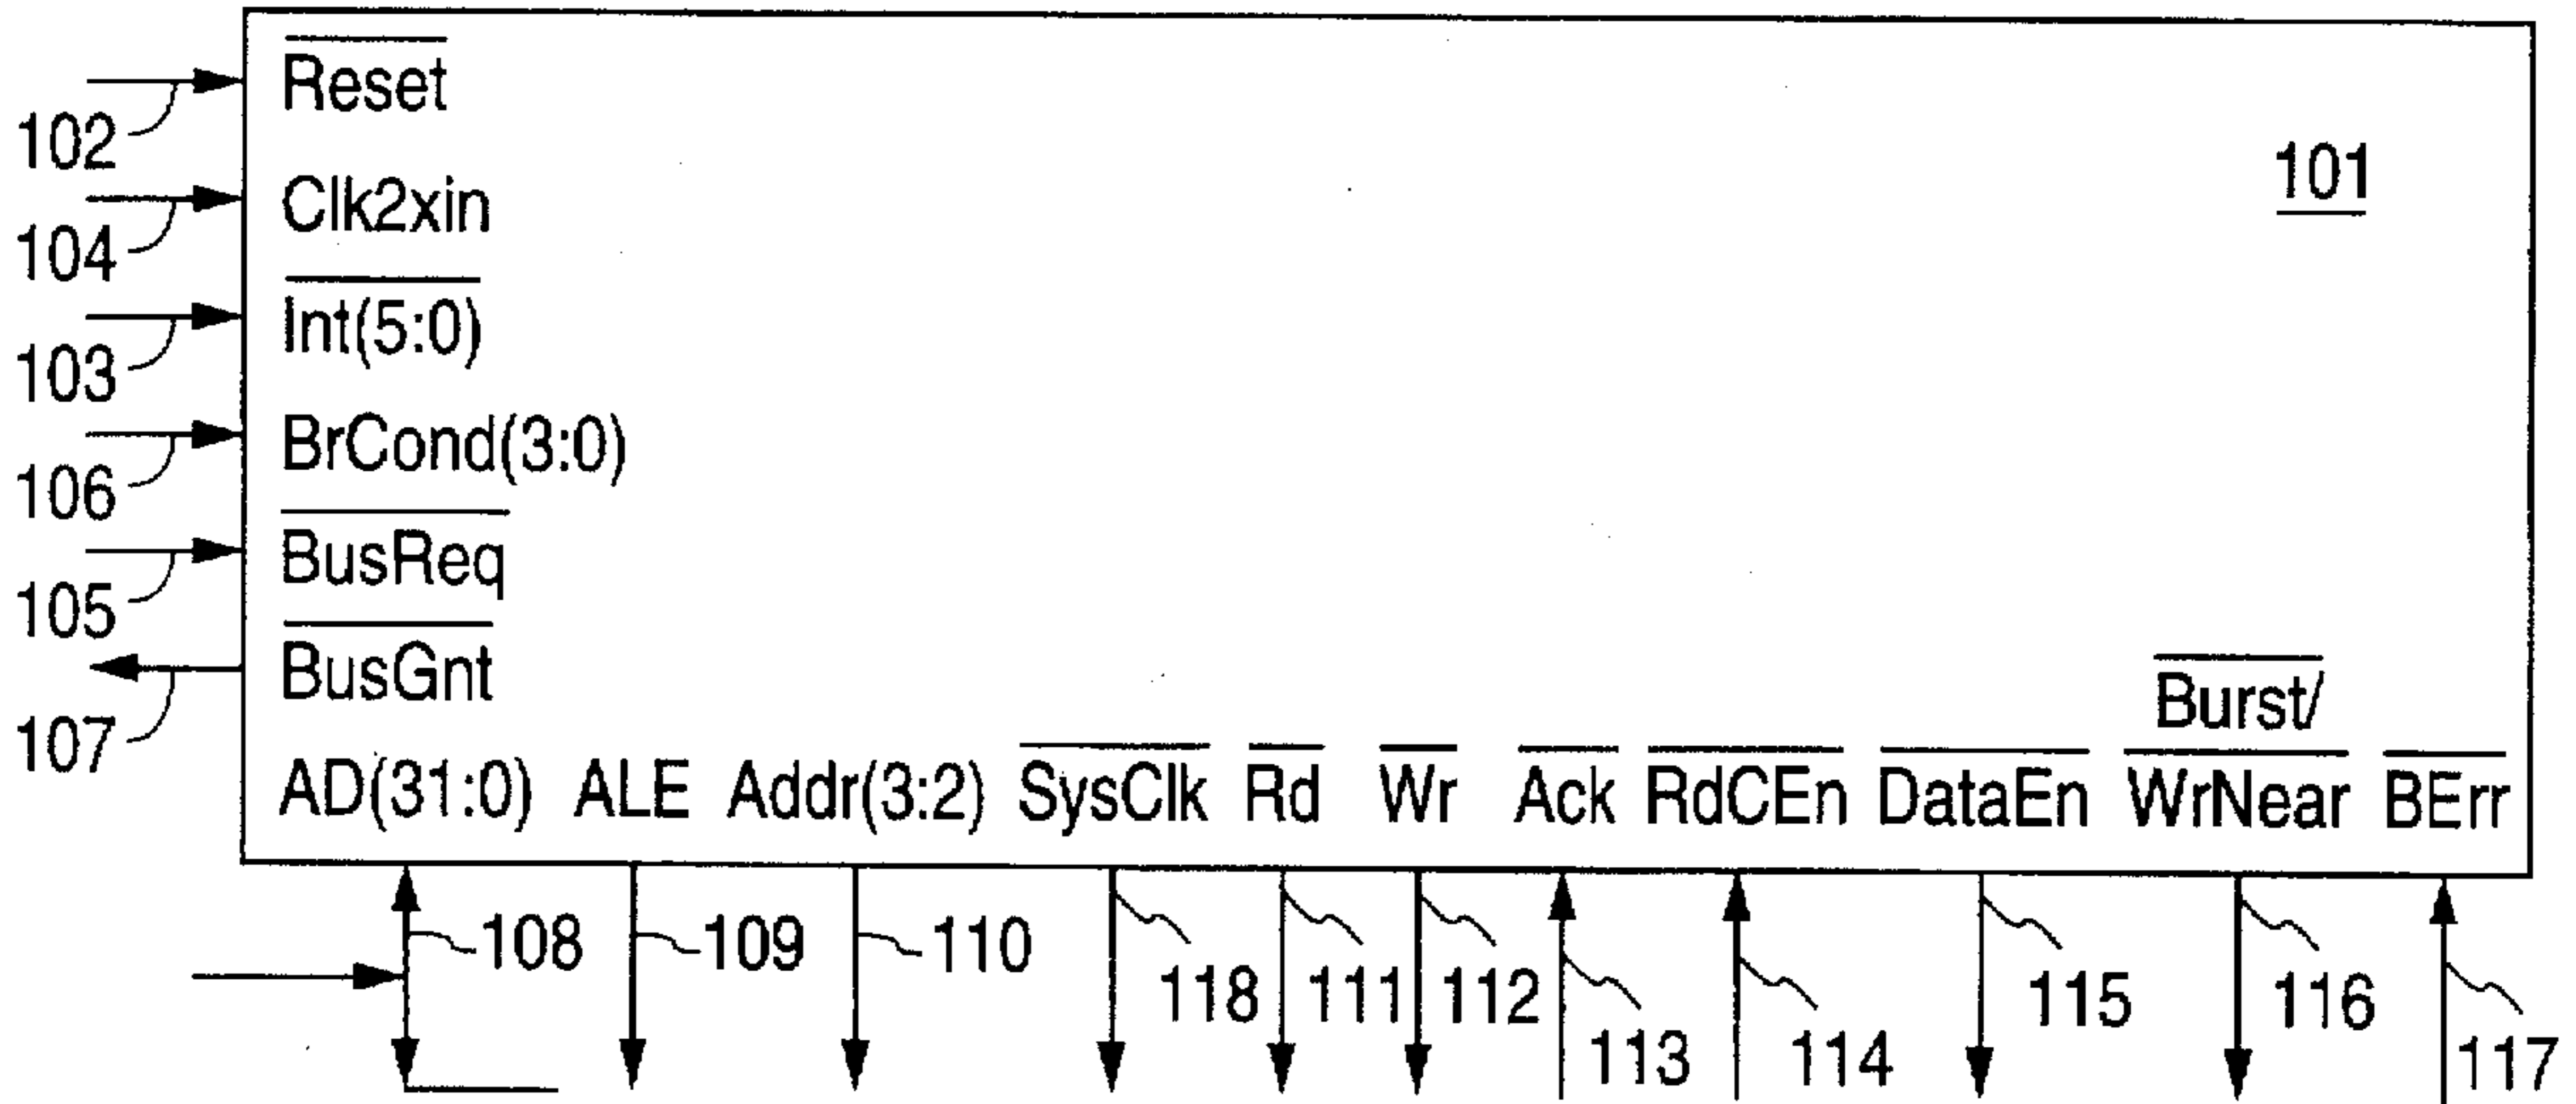 Reset
102
101
Clk2xin
104
Int(5:0)
103
BrCond(3:0)
106
BusReq
105
BusGnt
107
Burst/
AD(31:0) ALE Addr(3:2) SysClk Rd Wr Ack RdCEn DataEn WrNear BErr
108 109 110 118 111 112 113 114 115 116 117